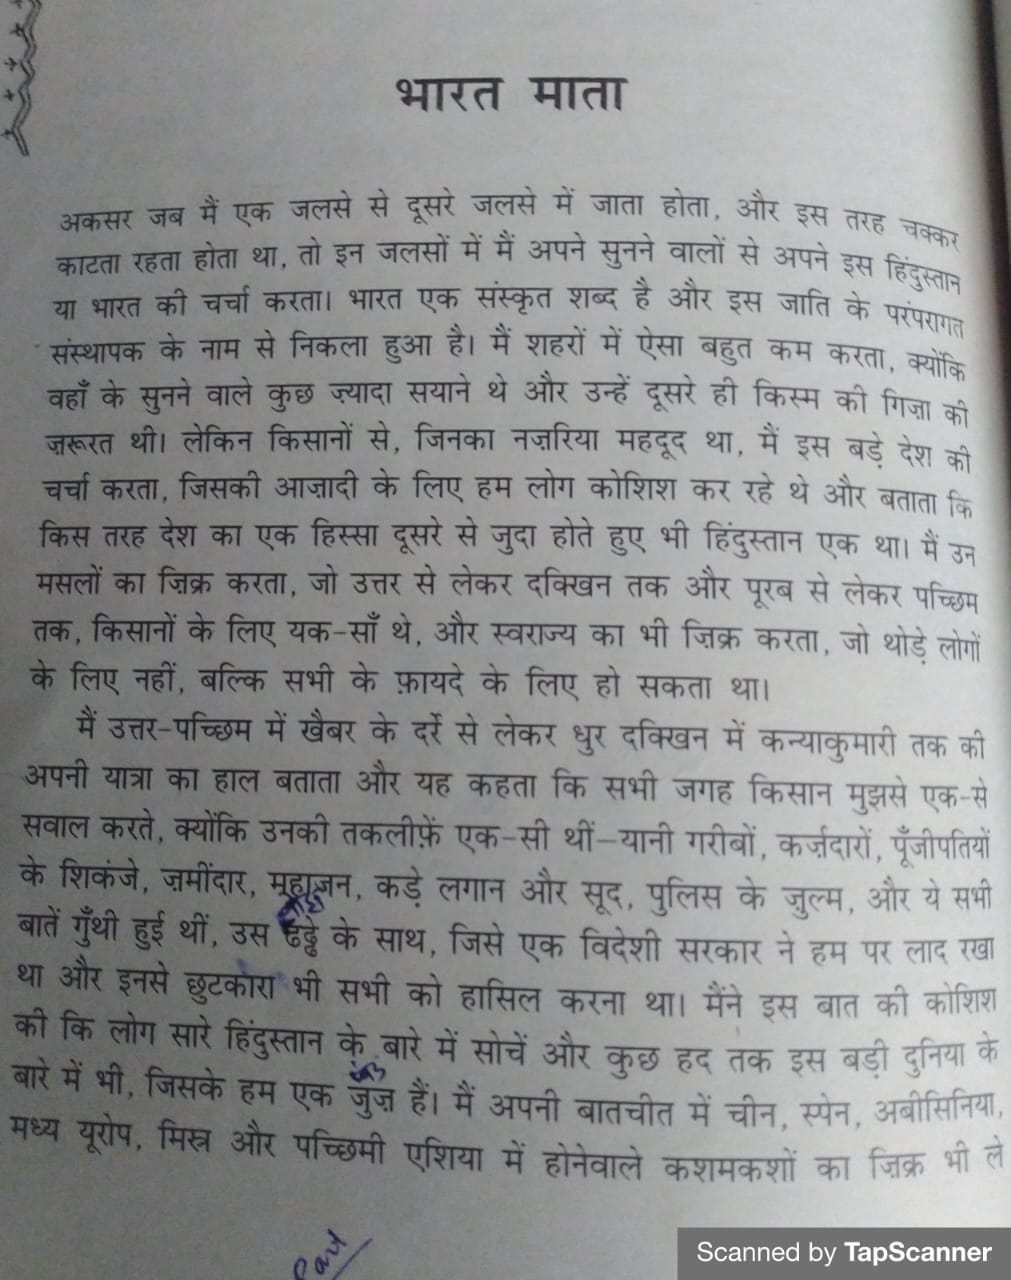 भारत माता
अकसर जब मैं एक जलसे से दूसरे जलसे में जाता होता, और इस तरह चक्कर
काटता रहता होता था, तो इन जलसों में मैं अपने सुनने वालों से अपने इस हिंदुस्तान
या भारत की चर्चा करता। भारत एक संस्कृत शब्द है और इस जाति के परंपरागत
संस्थापक के नाम से निकला हुआ है। मैं शहरों में ऐसा बहुत कम करता, क्योंकि
वहाँ के सुनने वाले कुछ ज़्यादा सयाने थे और उन्हें दूसरे ही किस्म की गिज़ा की
ज़रूरत थी। लेकिन किसानों से, जिनका नज़रिया महदूद था, मैं इस बड़े देश की
चर्चा करता, जिसकी आज़ादी के लिए हम लोग कोशिश कर रहे थे और बताता कि
किस तरह देश का एक हिस्सा दूसरे से जुदा होते हुए भी हिंदुस्तान एक था। मैं उन
मसलों का ज़िक्र करता, जो उत्तर से लेकर दक्खिन तक और पूरब से लेकर पच्छिम
तक, किसानों के लिए यक-साँ थे, और स्वराज्य का भी ज़िक्र करता, जो थोड़े लोगों
के लिए नहीं, बल्कि सभी के फ़ायदे के लिए हो सकता था।
मैं उत्तर-पच्छिम में खैबर के दर्रे से लेकर धुर दक्खिन में कन्याकुमारी तक की
अपनी यात्रा का हाल बताता और यह कहता कि सभी जगह किसान मुझसे एक-से
सवाल करते, क्योंकि उनकी तकलीफ़ें एक-सी थीं—यानी गरीबों, कर्ज़दारों, पूँजीपतियों
के शिकंजे, ज़मींदार, महाजन, कड़े लगान और सूद, पुलिस के जुल्म, और ये सभी
बातें गुँथी हुई थीं, उस ढड्ढे के साथ, जिसे एक विदेशी सरकार ने हम पर लाद रखा
था और इनसे छुटकारा भी सभी को हासिल करना था। मैंने इस बात की कोशिश
की कि लोग सारे हिंदुस्तान के बारे में सोचें और कुछ हद तक इस बड़ी दुनिया के
बारे में भी, जिसके हम एक जुज़ हैं। मैं अपनी बातचीत में चीन, स्पेन, अबीसिनिया,
मध्य यूरोप, मिस्र और पच्छिमी एशिया में होनेवाले कशमकशों का ज़िक्र भी ले
Part
Scanned by TapScanner